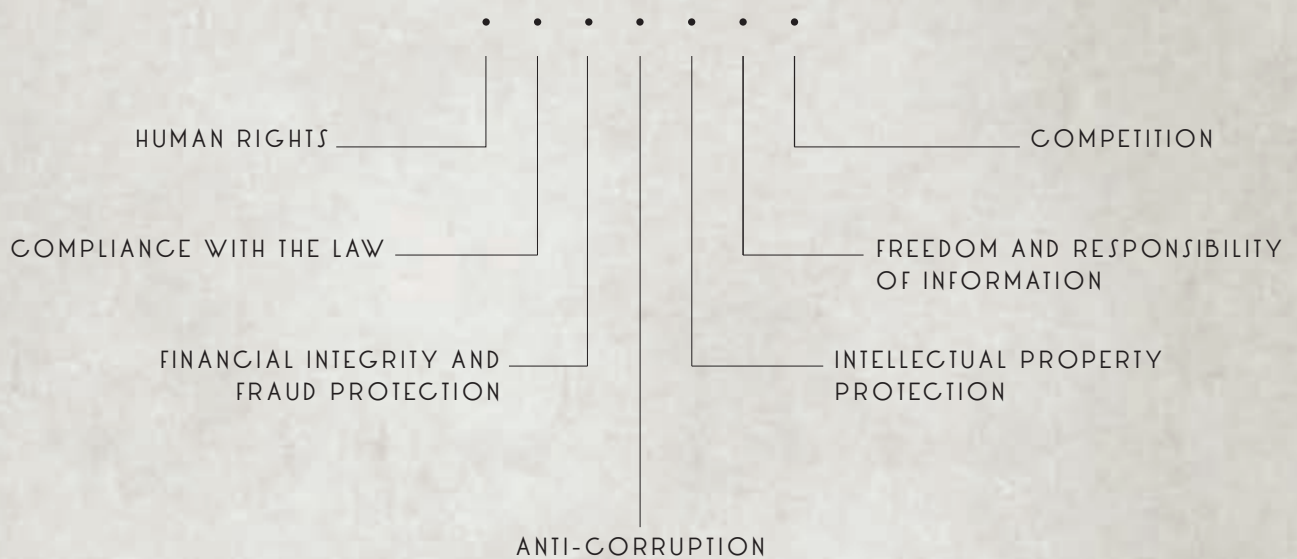 HUMAN RIGHTS
COMPETITION
COMPLIANCE WITH THE LAW
FREEDOM AND RESPONSIBILITY
OF INFORMATION
FINANCIAL INTEGRITY AND
FRAUD PROTECTION
INTELLECTUAL PROPERTY
PROTECTION
ANTI-CORRUPTION